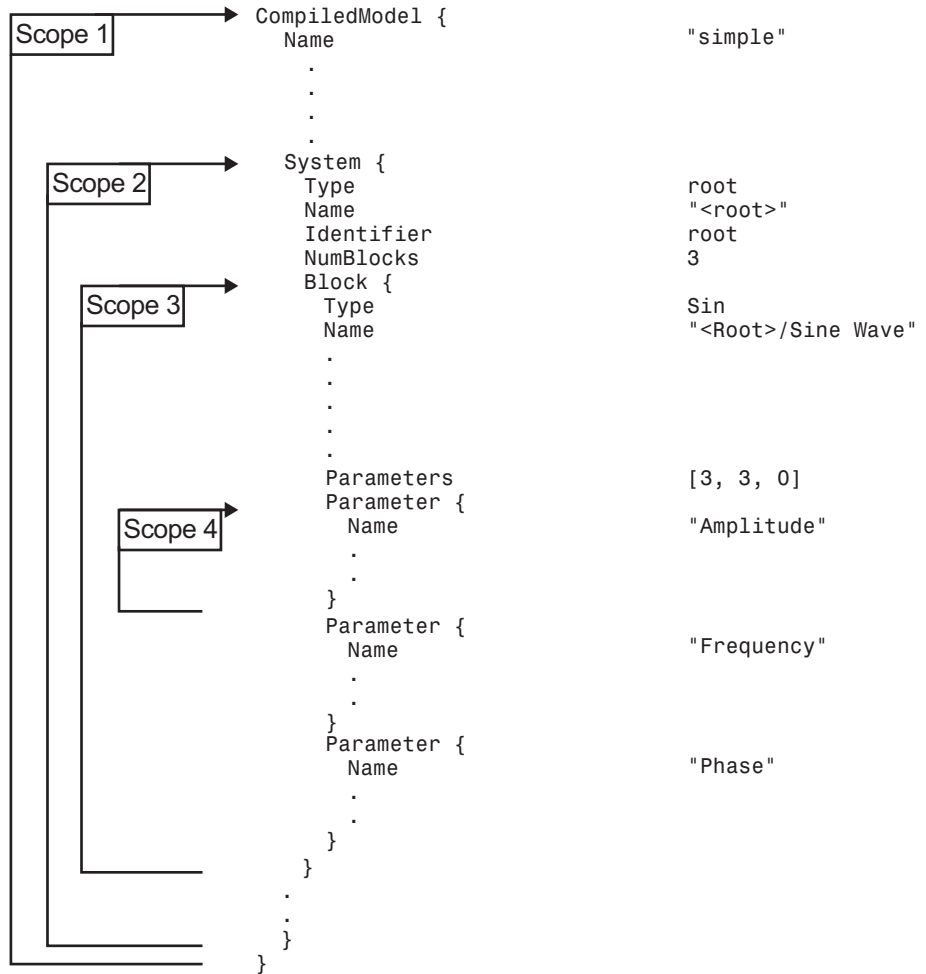 CompiledModel {
Scope 1
Name "simple"
.
.
.
.
System {
Scope 2
Type root
Name "<root>"
Identifier root
NumBlocks 3
Block {
Scope 3
Type Sin
Name "<Root>/Sine Wave"
.
.
.
.
.
Parameters [3, 3, 0]
Parameter {
Scope 4
Name "Amplitude"
.
.
}
Parameter {
Name "Frequency"
.
.
}
Parameter {
Name "Phase"
.
.
}
}
.
.
}
}